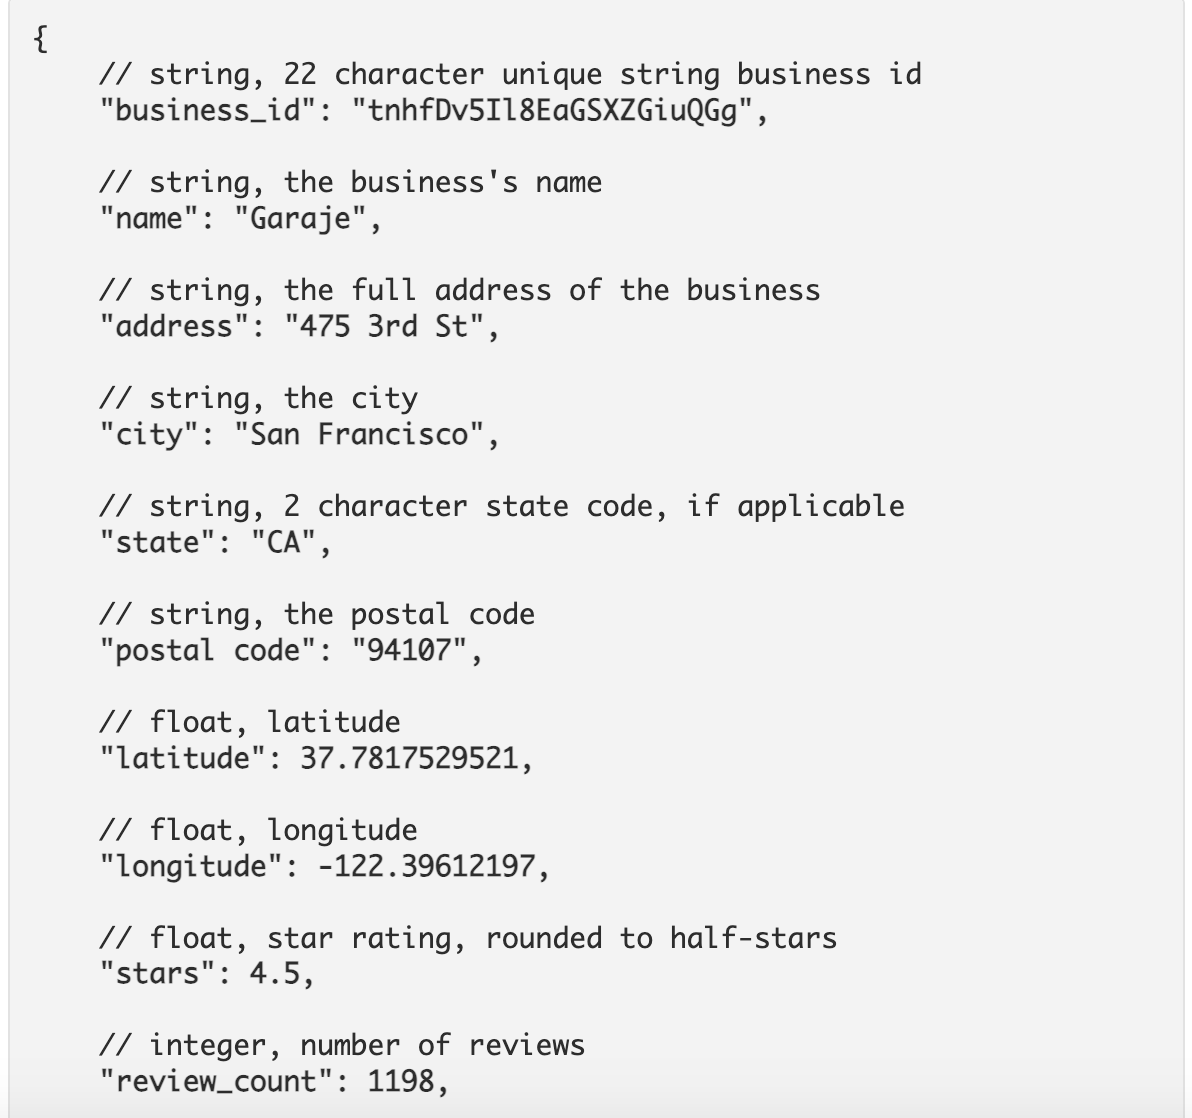 {
// string, 22 character unique string business id
"business_id": "tnhfDv5Il8EaGSXZGiuQGg",
// string, the business's name
"name": "Garaje",
// string, the full address of the business
"address": "475 3rd St",
// string, the city
"city": "San Francisco",
// string, 2 character state code, if applicable
"state": "CA",
// string, the postal code
"postal code": "94107",
// float, latitude
"latitude": 37.7817529521,
// float, longitude
"longitude": -122.39612197,
// float, star rating, rounded to half-stars
"stars": 4.5,
// integer, number of reviews
"review_count": 1198,